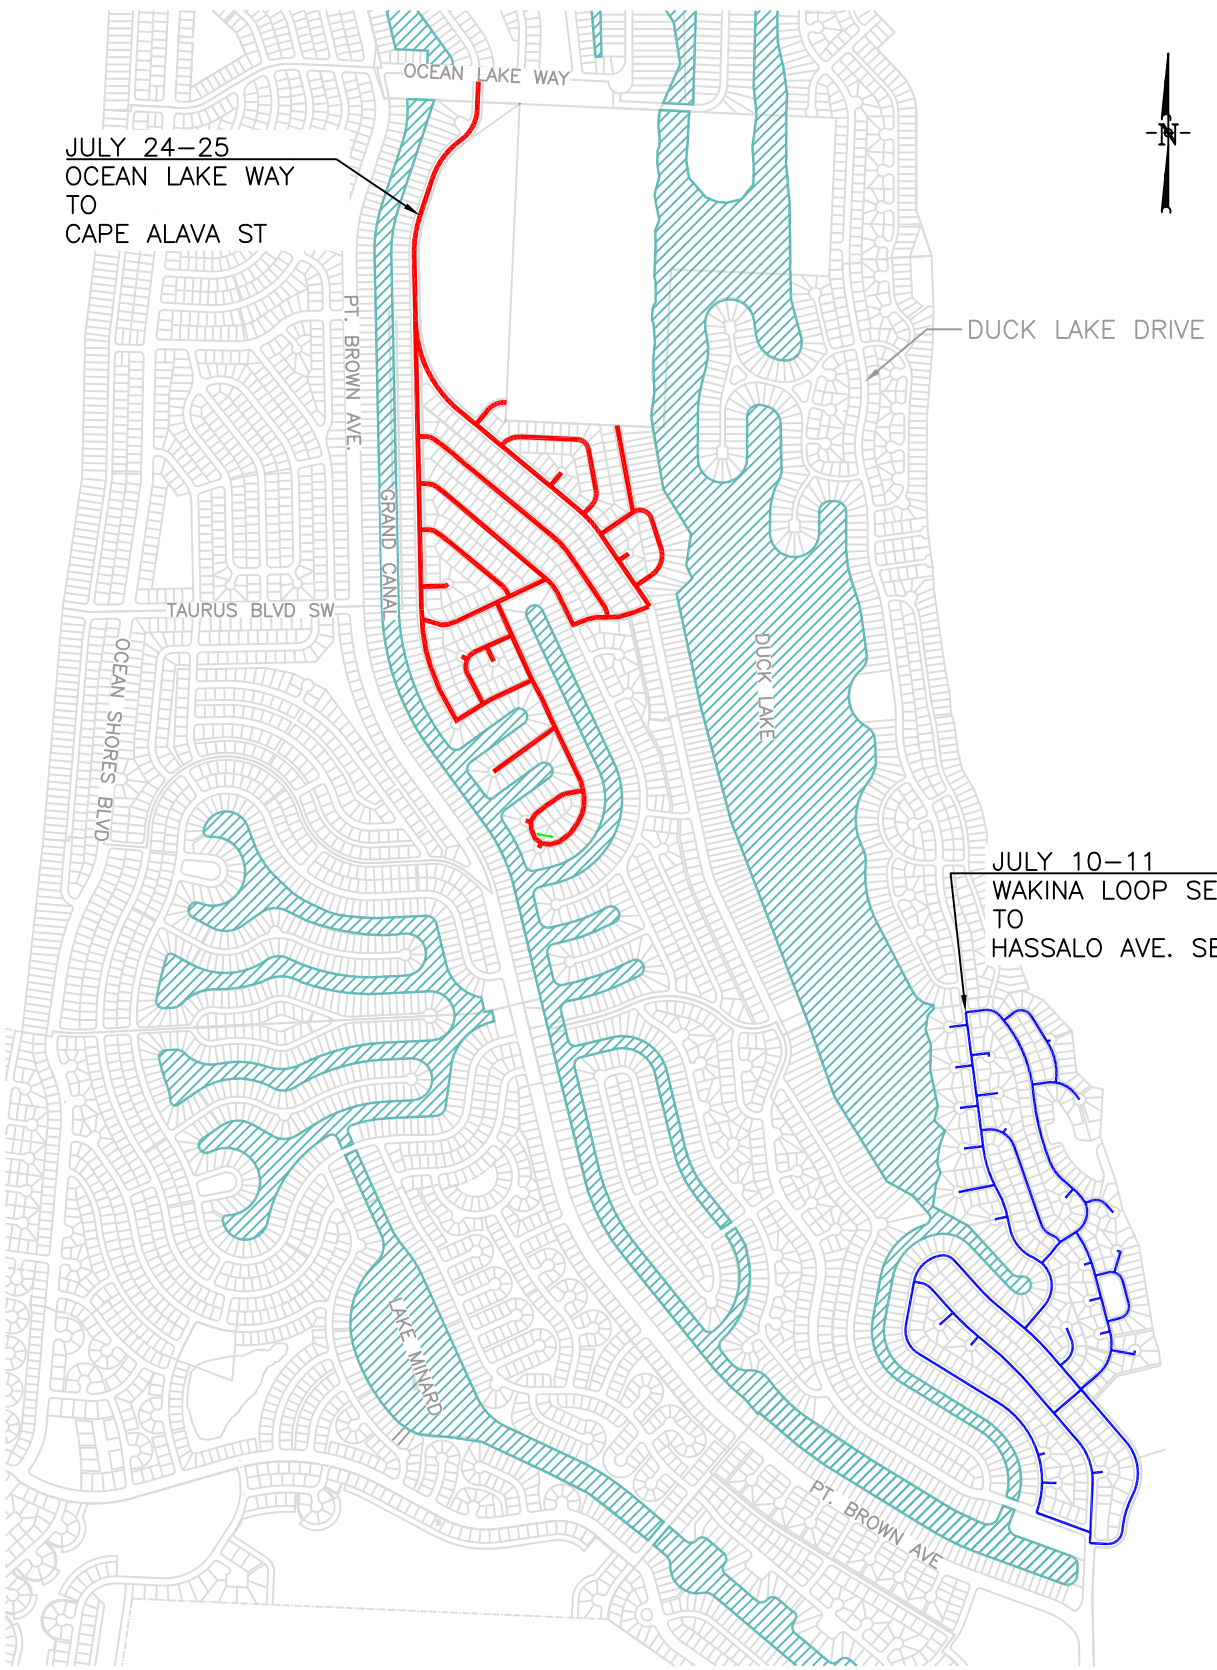 OCEAN LAKE WAY
N
JULY 24–25
OCEAN LAKE WAY
TO
CAPE ALAVA ST
PT. BROWN AVE.
DUCK LAKE DRIVE
GRAND CANAL
TAURUS BLVD SW
OCEAN SHORES BLVD
DUCK LAKE
JULY 10–11
WAKINA LOOP SE
TO
HASSALO AVE. SE
LAKE MINARD
PT. BROWN AVE